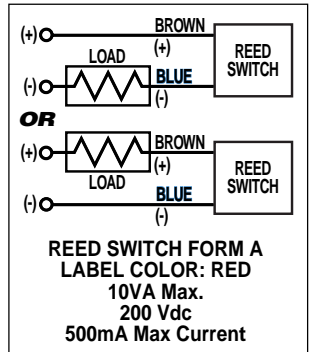 BROWN
(+) (+)
LOAD
REED
SWITCH
(-) BLUE
(-)
OR
(+) BROWN
(+)
LOAD
REED
SWITCH
BLUE
(-)
(-)
REED SWITCH FORM A
LABEL COLOR: RED
10VA Max.
200 Vdc
500mA Max Current